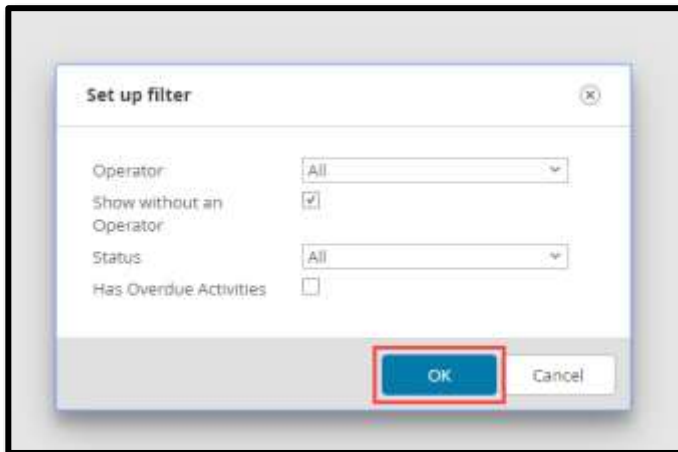 Set up filter
Operator All
Show without an
Operator
Status All
Has Overdue Activities
OK Cancel